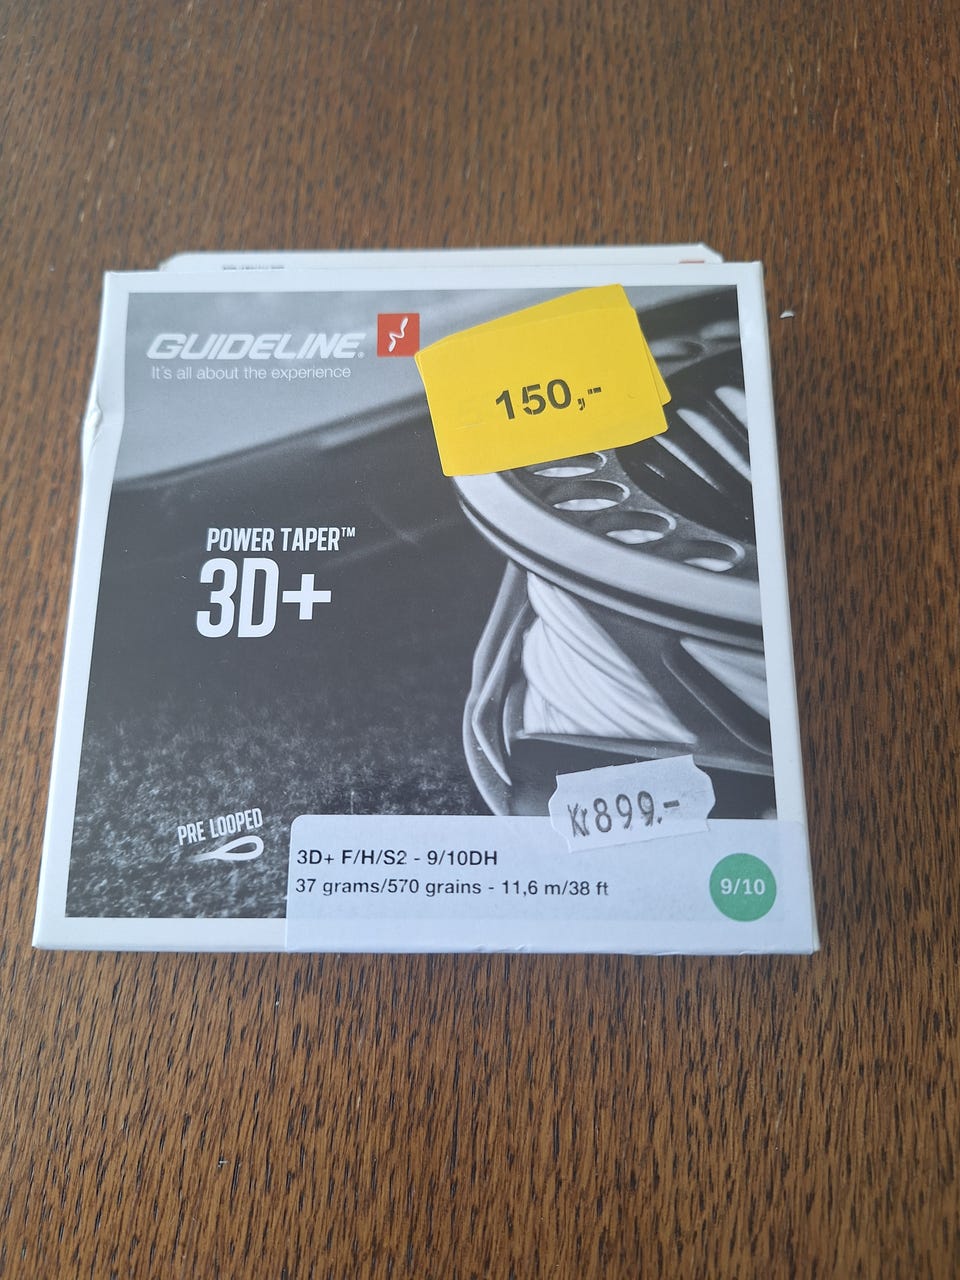 GUIDELINE®
It's all about the experience
150,-
POWER TAPER™
3D+
PRE LOOPED
Kr899.-
3D+ F/H/S2 - 9/10DH
37 grams/570 grains - 11,6 m/38 ft
9/10